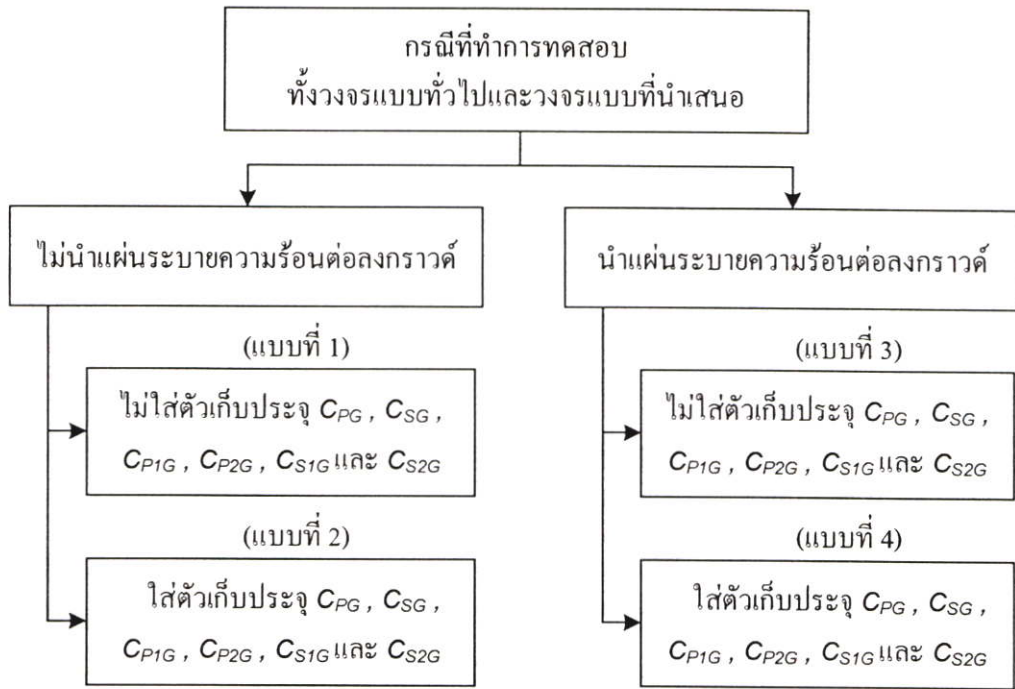 กรณีที่ทำการทดสอบ
ทั้งวงจรแบบทั่วไปและวงจรแบบที่นำเสนอ
ไม่นำแผ่นระบายความร้อนต่อลงกราวด์
(แบบที่ 1)
ไม่ใส่ตัวเก็บประจุ CPG , CSG ,
CP1G , CP2G , CS1G และ CS2G
(แบบที่ 2)
ใส่ตัวเก็บประจุ CPG , CSG ,
CP1G , CP2G , CS1G และ CS2G
นำแผ่นระบายความร้อนต่อลงกราวด์
(แบบที่ 3)
ไม่ใส่ตัวเก็บประจุ CPG , CSG ,
CP1G , CP2G , CS1G และ CS2G
(แบบที่ 4)
ใส่ตัวเก็บประจุ CPG , CSG ,
CP1G , CP2G , CS1G และ CS2G